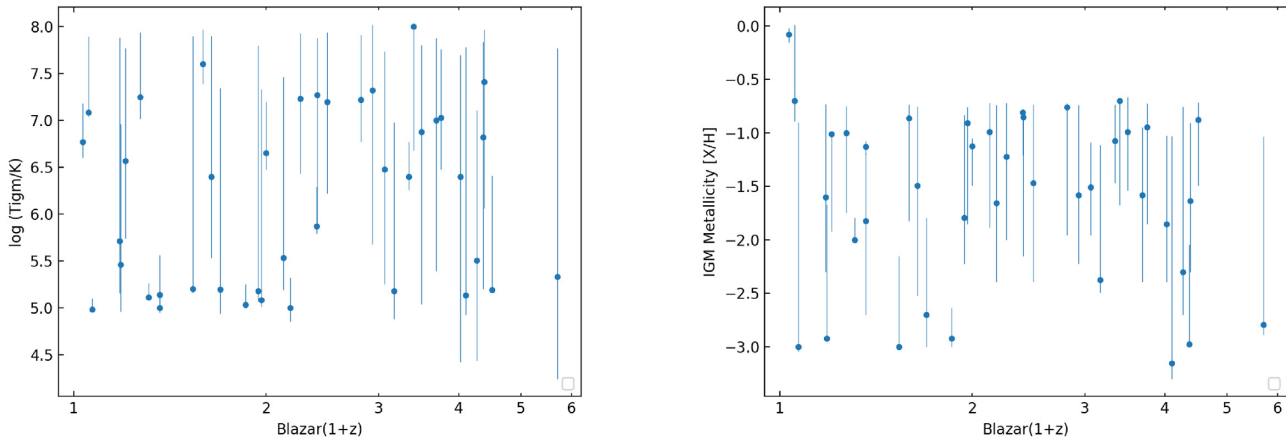 8.0
7.5
7.0
6.5
6.0
5.5
5.0
4.5
log (Tigm/K)
1 2 3 4 5 6
Blazar(1+z)
0.0
−0.5
−1.0
−1.5
−2.0
−2.5
−3.0
IGM Metallicity [X/H]
1 2 3 4 5 6
Blazar(1+z)